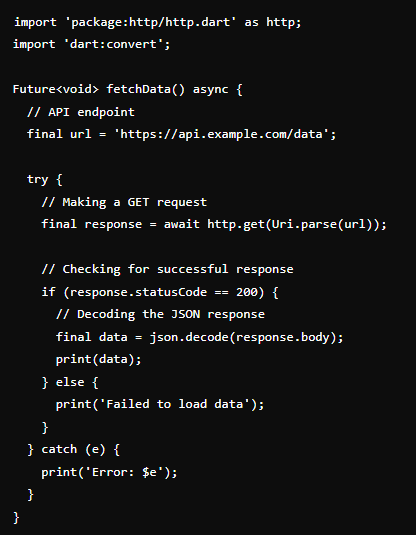 import 'package:http/http.dart' as http;
import 'dart:convert';

Future<void> fetchData() async {
  // API endpoint
  final url = 'https://api.example.com/data';

  try {
    // Making a GET request
    final response = await http.get(Uri.parse(url));

    // Checking for successful response
    if (response.statusCode == 200) {
      // Decoding the JSON response
      final data = json.decode(response.body);
      print(data);
    } else {
      print('Failed to load data');
    }
  } catch (e) {
    print('Error: $e');
  }
}